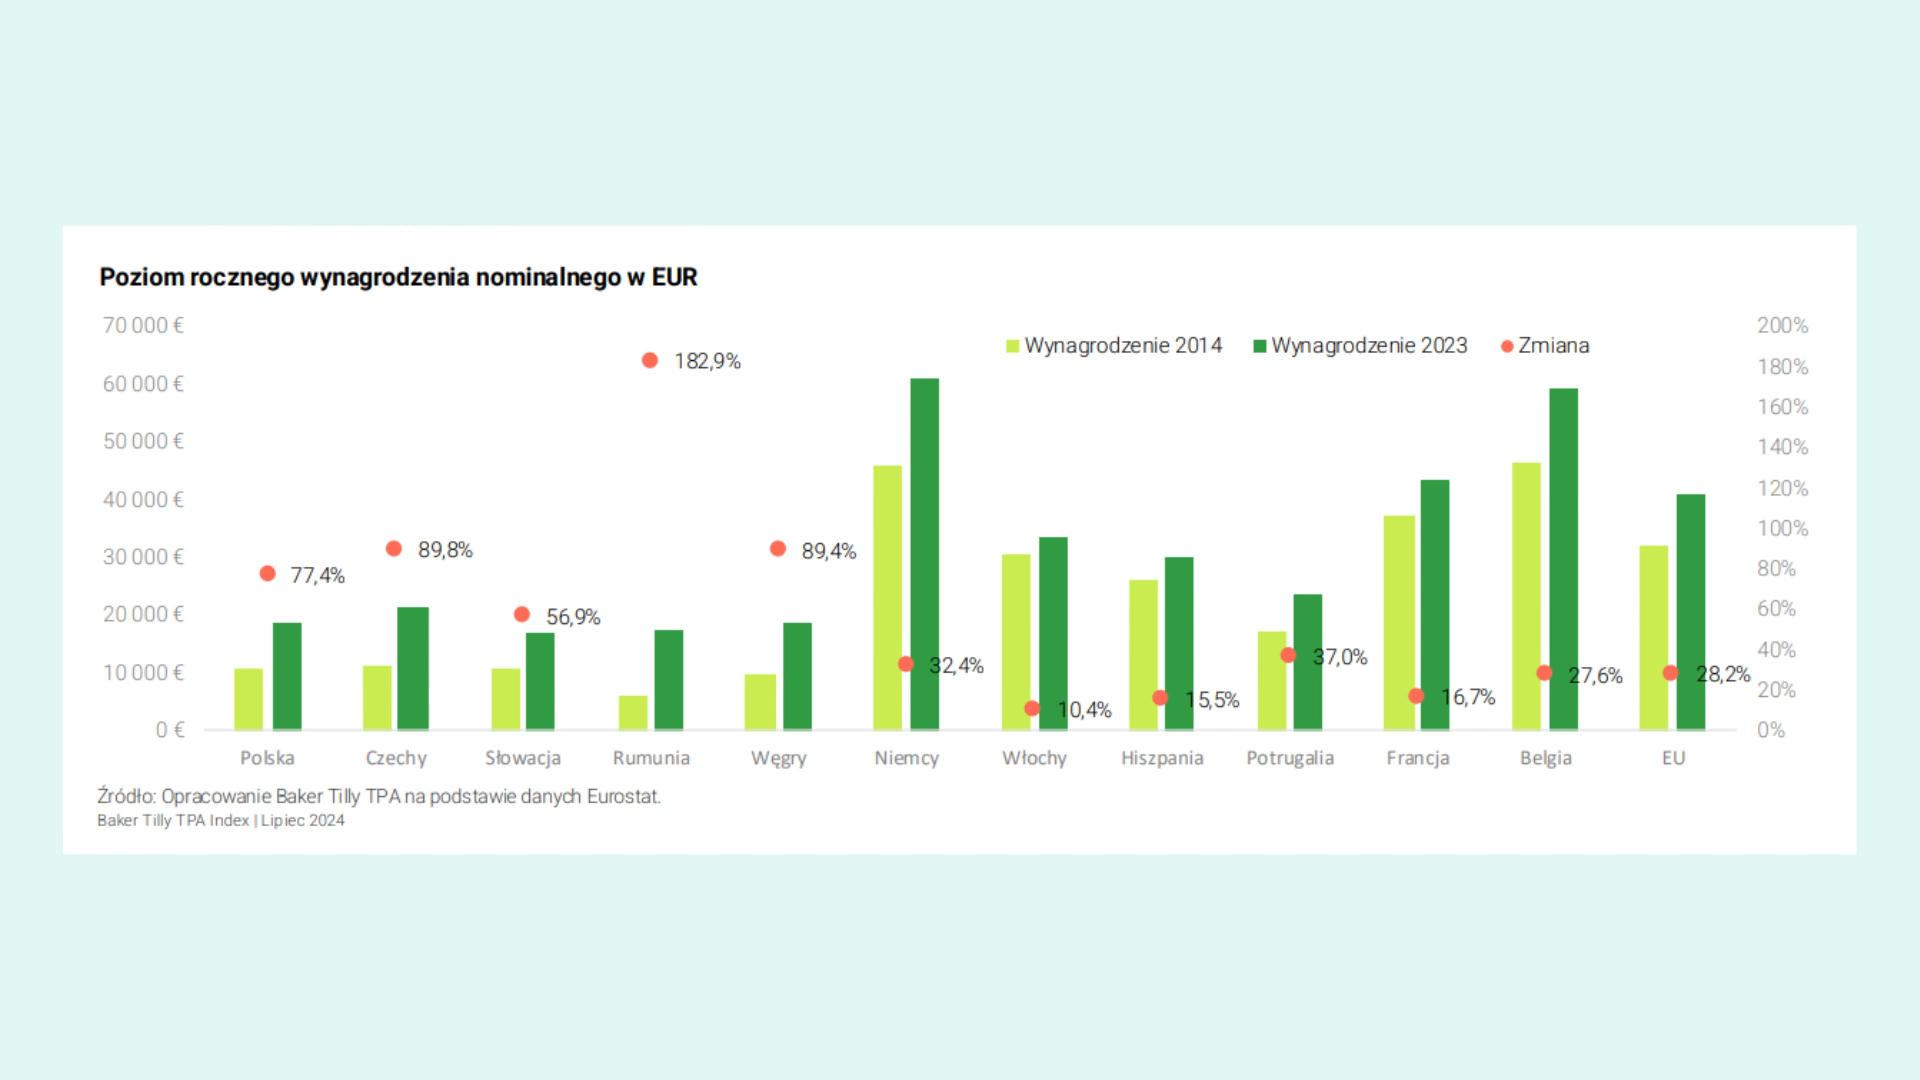 Poziom rocznego wynagrodzenia nominalnego w EUR
70 000 €
60 000 €
50 000 €
40 000 €
30 000 €
20 000 €
10 000 €
0 €
Wynagrodzenie 2014 Wynagrodzenie 2023 Zmiana
200%
180%
160%
140%
120%
100%
80%
60%
40%
20%
0%
77,4%
89,8%
56,9%
182,9%
89,4%
32,4%
10,4%
15,5%
37,0%
16,7%
27,6%
28,2%
Polska Czechy Słowacja Rumunia Węgry Niemcy Włochy Hiszpania Potrugalia Francja Belgia EU
Źródło: Opracowanie Baker Tilly TPA na podstawie danych Eurostat.
Baker Tilly TPA Index | Lipiec 2024